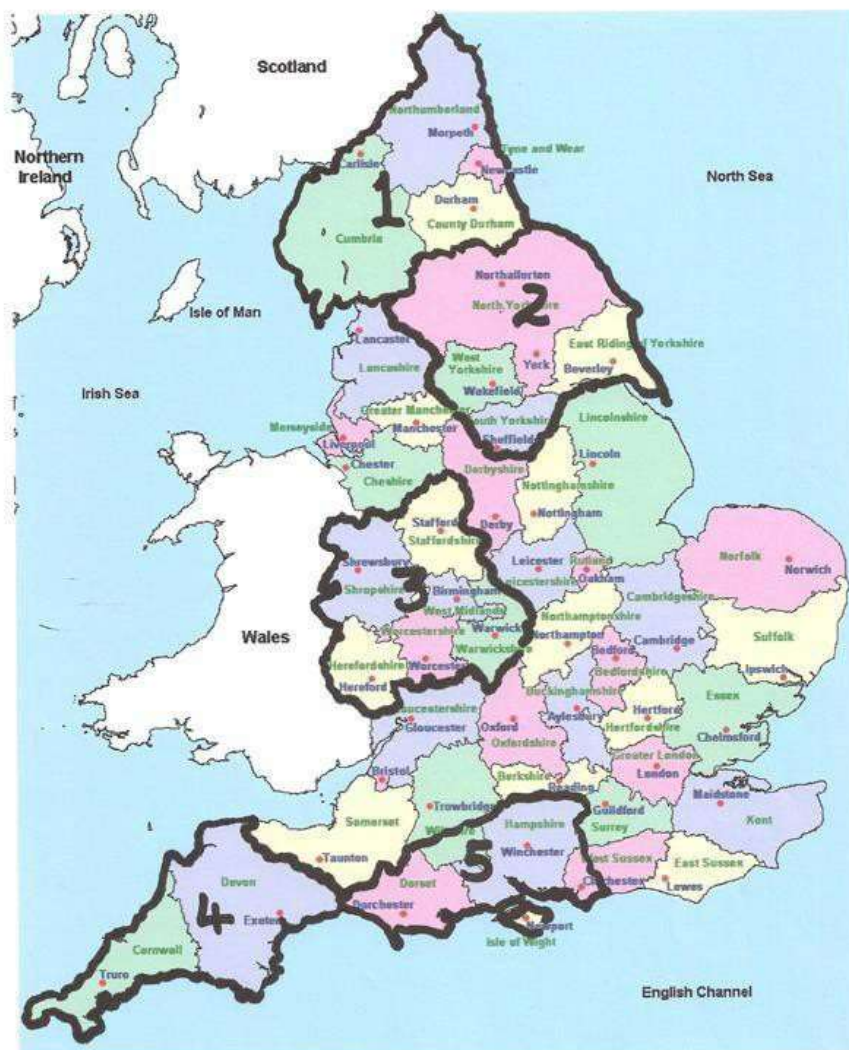 Scotland
Northern
Ireland
Northumberland
Morpeth
Tyne and Wear
Carlisle
Newcastle
North Sea
Durham
1
County Durham
Cumbria
Northallerton
Isle of Man
North Yorkshire
2
Lancaster
East Riding of Yorkshire
Lancashire
West
Yorkshire
York
Beverley
Irish Sea
Wakefield
Greater Manchester
South Yorkshire
Lincolnshire
Merseyside
Manchester
Liverpool
Sheffield
Chester
Derbyshire
Lincoln
Cheshire
Nottinghamshire
Stafford
Derby
Nottingham
Staffordshire
Shrewsbury
Leicester
Rutland
Norfolk
Norwich
3
Shropshire
Birmingham
Leicestershire
Oakham
Cambridgeshire
West Midlands
Northamptonshire
Wales
Worcestershire
Warwick
Northampton
Cambridge
Suffolk
Herefordshire
Worcester
Warwickshire
Bedford
Bedfordshire
Ipswich
Hereford
Buckinghamshire
Essex
Gloucestershire
Gloucester
Oxford
Aylesbury
Hertford
Hertfordshire
Chelmsford
Oxfordshire
Greater London
London
Bristol
Berkshire
Reading
Maidstone
Trowbridge
Guildford
Somerset
Wiltshire
Hampshire
Surrey
Kent
Taunton
5
Winchester
West Sussex
East Sussex
Devon
Dorset
Chichester
Lewes
4
Exeter
Dorchester
Newport
Isle of Wight
Cornwall
Truro
English Channel